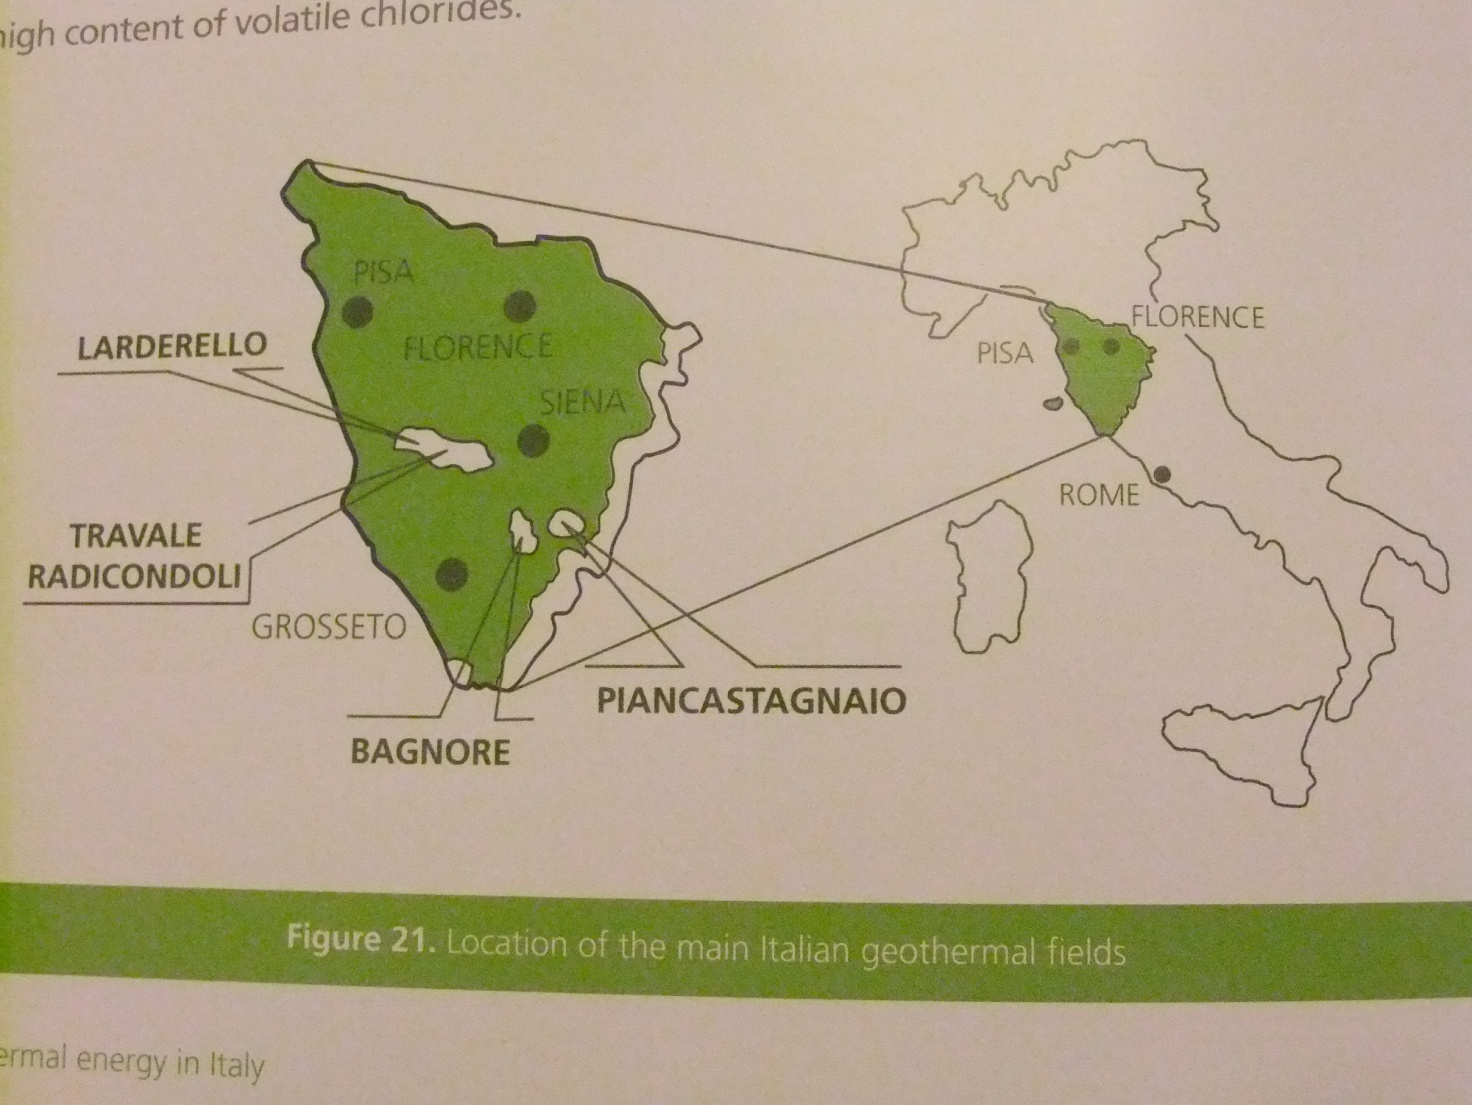 high content of volatile chlorides.
PISA
FLORENCE
LARDERELLO
FLORENCE
PISA
SIENA
ROME
TRAVALE
RADICONDOLI
GROSSETO
PIANCASTAGNAIO
BAGNORE
Figure 21. Location of the main Italian geothermal fields
energy in Italy